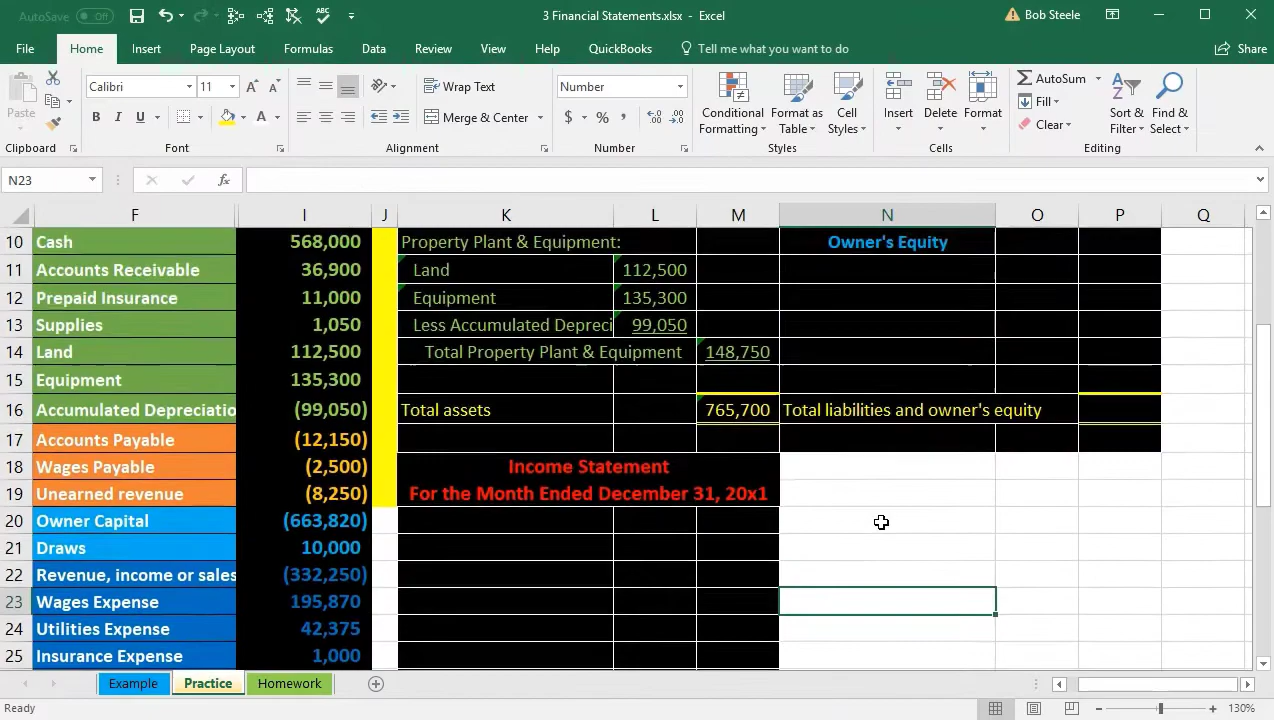 AutoSave Off 3 Financial Statements.xlsx - Excel Bob Steele
File Home Insert Page Layout Formulas Data Review View Help QuickBooks Tell me what you want to do Share
Paste Calibri 11 Wrap Text Number AutoSum
B I U Merge & Center $ % Conditional Formatting Format as Table Cell Styles Insert Delete Format Fill Clear Sort & Filter Find & Select
Clipboard Font Alignment Number Styles Cells Editing
N23 fx
F I J K L M N O P Q
10 Cash 568,000 Property Plant & Equipment: Owner's Equity
11 Accounts Receivable 36,900 Land 112,500
12 Prepaid Insurance 11,000 Equipment 135,300
13 Supplies 1,050 Less Accumulated Depreci 99,050
14 Land 112,500 Total Property Plant & Equipment 148,750
15 Equipment 135,300
16 Accumulated Depreciatio (99,050) Total assets 765,700 Total liabilities and owner's equity
17 Accounts Payable (12,150)
18 Wages Payable (2,500) Income Statement
19 Unearned revenue (8,250) For the Month Ended December 31, 20x1
20 Owner Capital (663,820)
21 Draws 10,000
22 Revenue, income or sales (332,250)
23 Wages Expense 195,870
24 Utilities Expense 42,375
25 Insurance Expense 1,000
Example Practice Homework
Ready 130%